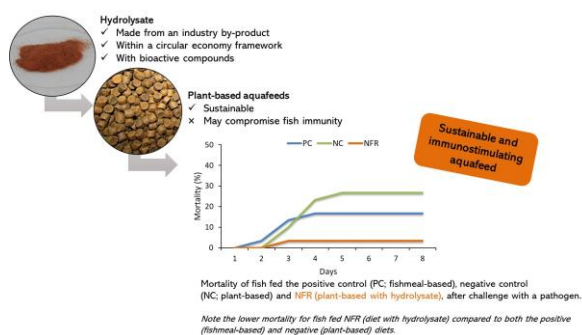 Hydrolysate
✓ Made from an industry by-product
✓ Within a circular economy framework
✓ With bioactive compounds
Plant-based aquafeeds
✓ Sustainable
× May compromise fish immunity
Sustainable and
immunostimulating
aquafeed
PC NC NFR
50
40
30
20
10
0
Mortality (%)
1 2 3 4 5 6 7 8
Days
Mortality of fish fed the positive control (PC; fishmeal-based), negative control
(NC; plant-based) and NFR (plant-based with hydrolysate), after challenge with a pathogen.
Note the lower mortality for fish fed NFR (diet with hydrolysate) compared to both the positive
(fishmeal-based) and negative (plant-based) diets.